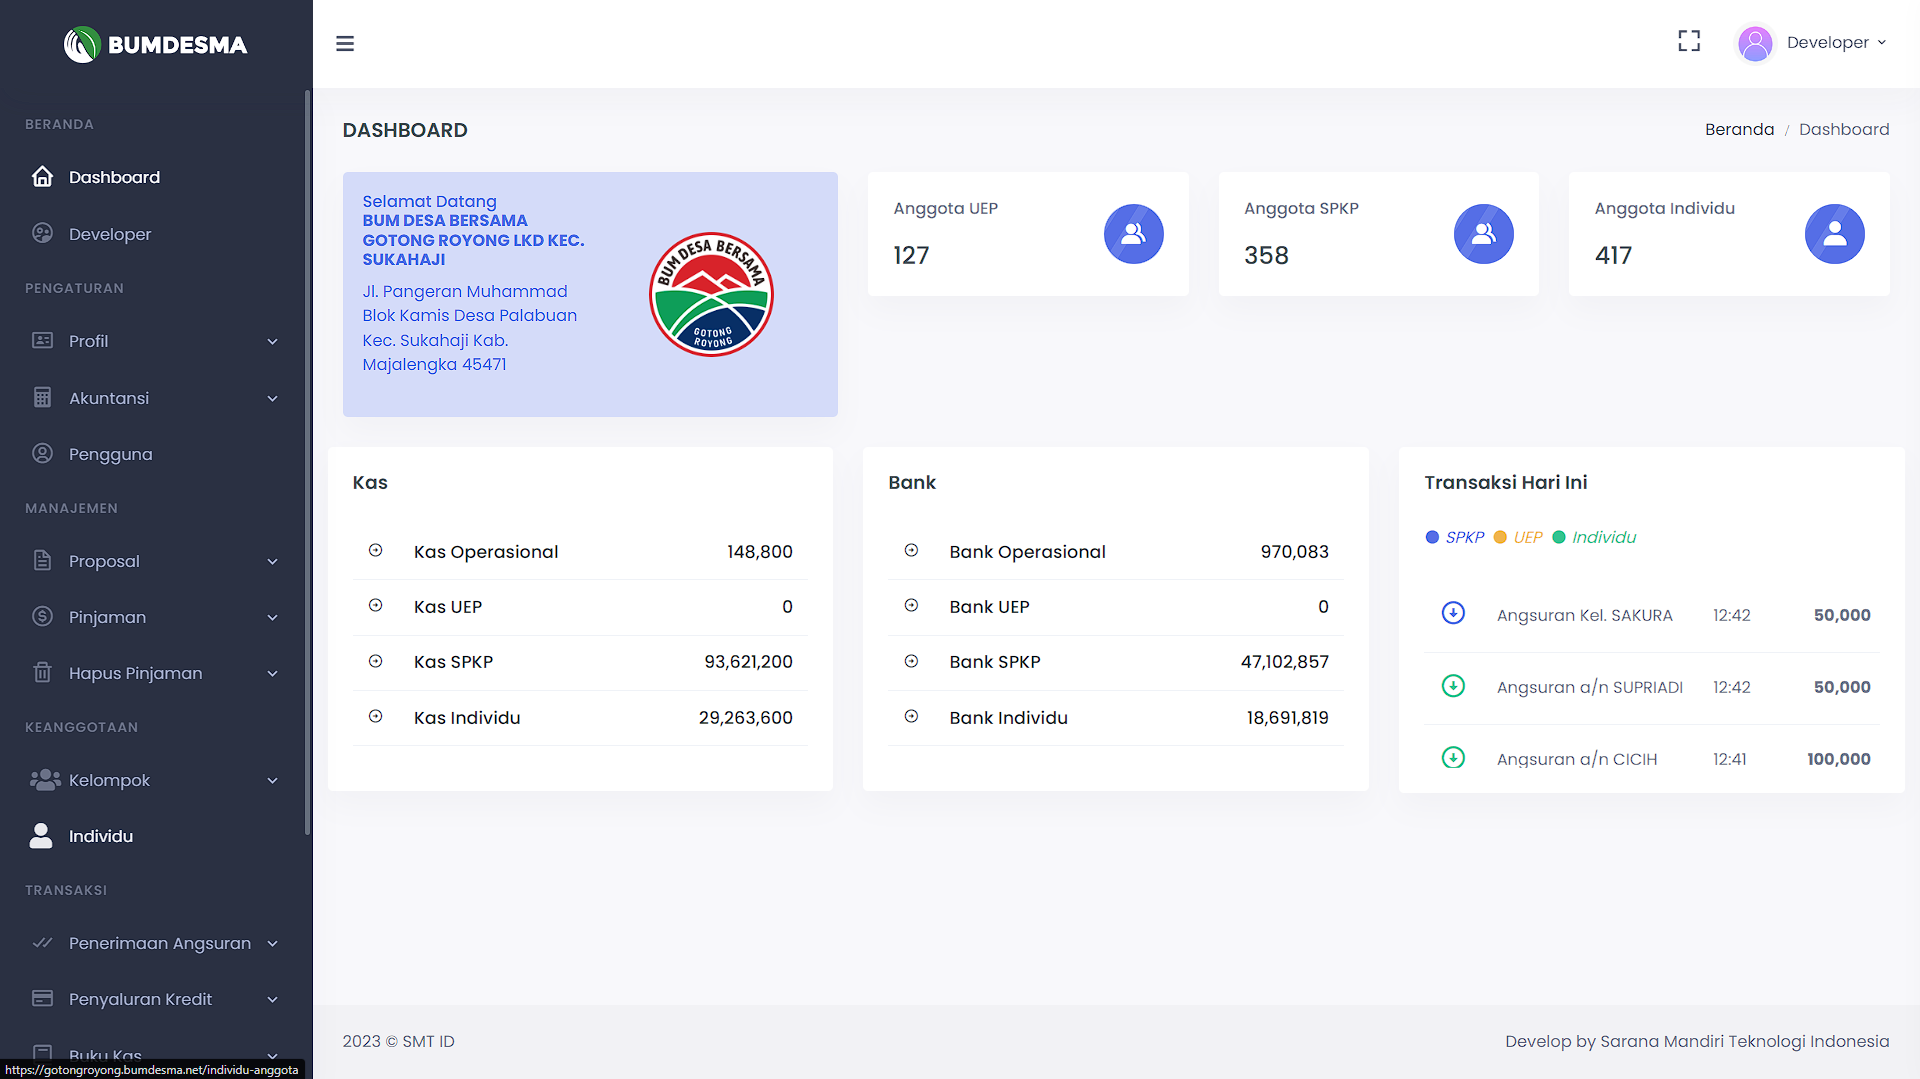 BUMDESMA
BERANDA
Dashboard
Developer
PENGATURAN
Profil
Akuntansi
Pengguna
MANAJEMEN
Proposal
Pinjaman
Hapus Pinjaman
KEANGGOTAAN
Kelompok
Individu
TRANSAKSI
Penerimaan Angsuran
Penyaluran Kredit
Buku Kas
https://gotongroyong.bumdesma.net/individu-anggota
Developer
DASHBOARD
Beranda / Dashboard
Selamat Datang
BUM DESA BERSAMA
GOTONG ROYONG LKD KEC.
SUKAHAJI
Jl. Pangeran Muhammad
Blok Kamis Desa Palabuan
Kec. Sukahaji Kab.
Majalengka 45471
BUM DESA BERSAMA
GOTONG
ROYONG
Anggota UEP
127
Anggota SPKP
358
Anggota Individu
417
Kas
Kas Operasional 148,800
Kas UEP 0
Kas SPKP 93,621,200
Kas Individu 29,263,600
Bank
Bank Operasional 970,083
Bank UEP 0
Bank SPKP 47,102,857
Bank Individu 18,691,819
Transaksi Hari Ini
SPKP UEP Individu
Angsuran Kel. SAKURA 12:42 50,000
Angsuran a/n SUPRIADI 12:42 50,000
Angsuran a/n CICIH 12:41 100,000
2023 © SMT ID
Develop by Sarana Mandiri Teknologi Indonesia